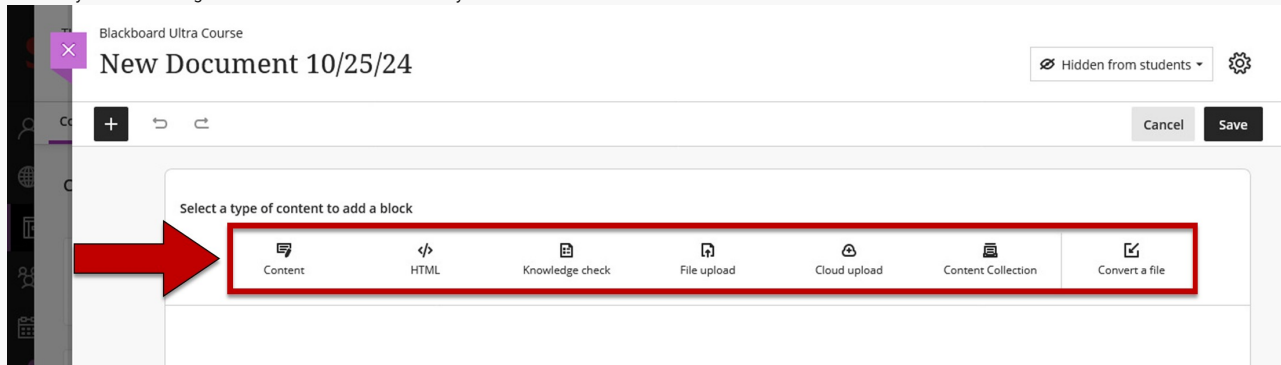 Blackboard Ultra Course
New Document 10/25/24
Hidden from students
Cancel
Save
Select a type of content to add a block
Content
HTML
Knowledge check
File upload
Cloud upload
Content Collection
Convert a file